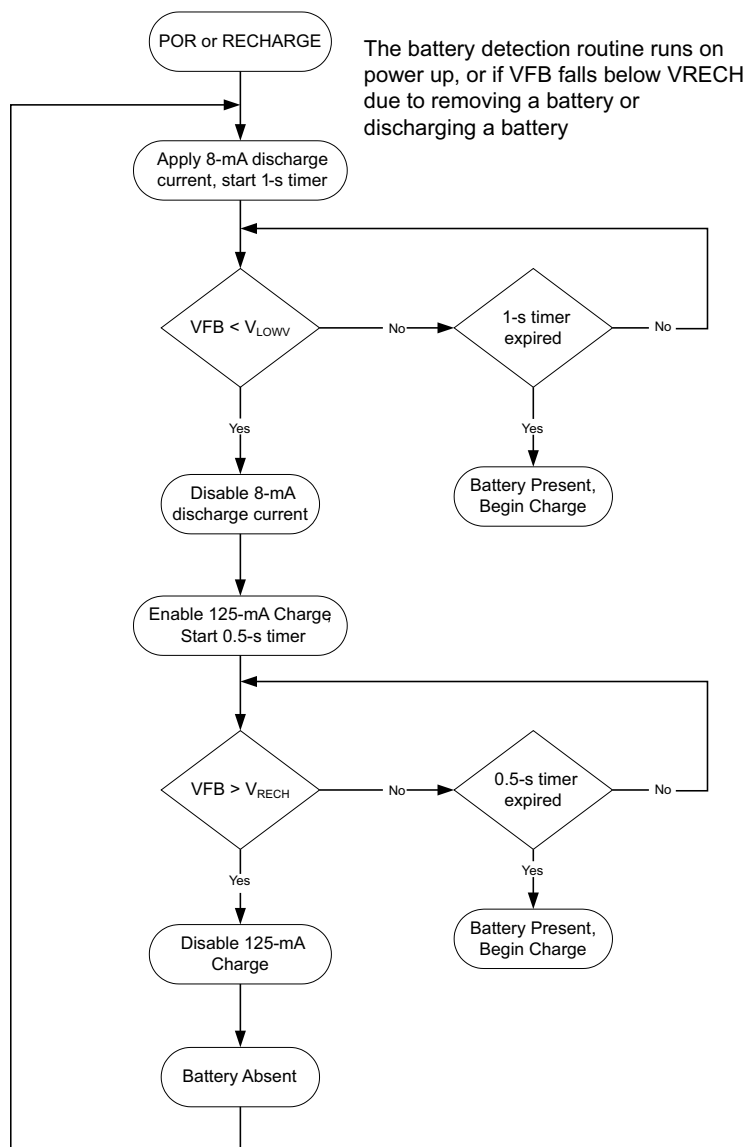 POR or RECHARGE
The battery detection routine runs on
power up, or if VFB falls below VRECH
due to removing a battery or
discharging a battery
Apply 8-mA discharge
current, start 1-s timer
VFB < VLOWV
No
1-s timer
expired
No
Yes
Yes
Disable 8-mA
discharge current
Battery Present,
Begin Charge
Enable 125-mA Charge,
Start 0.5-s timer
VFB > VRECH
No
0.5-s timer
expired
No
Yes
Yes
Disable 125-mA
Charge
Battery Present,
Begin Charge
Battery Absent